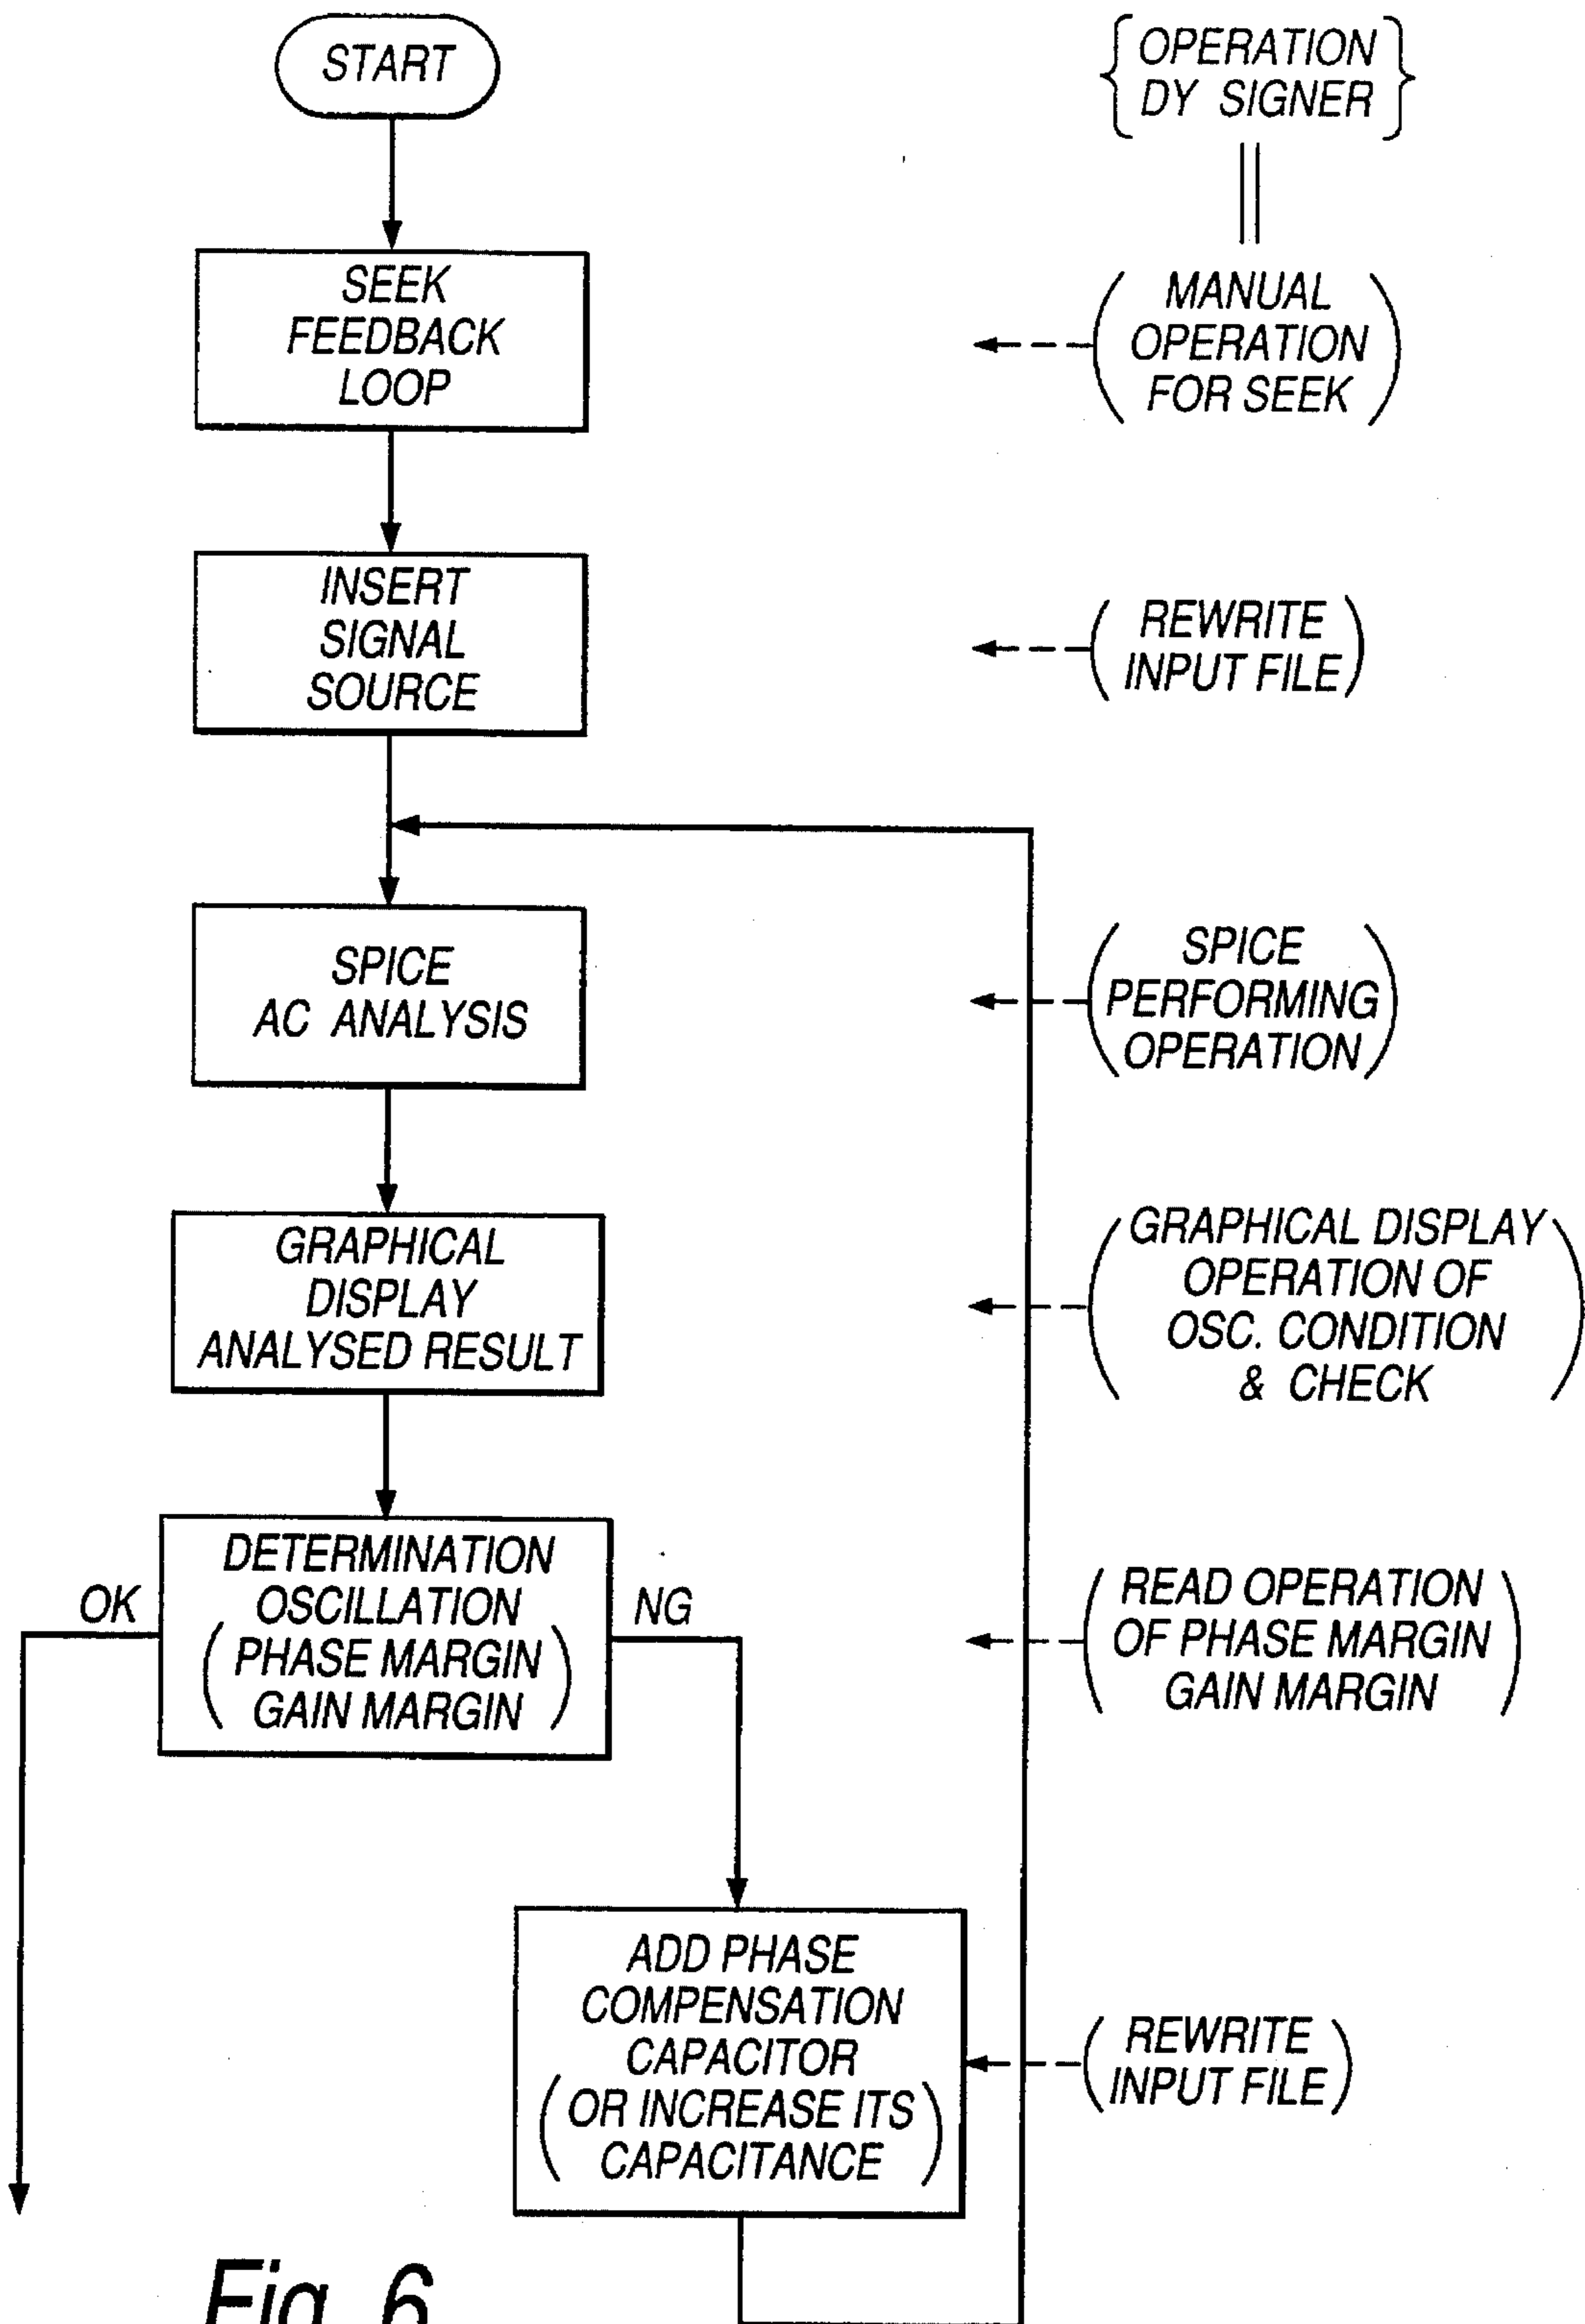 START
{ OPERATION
DY SIGNER }
SEEK
FEEDBACK
LOOP
( MANUAL
OPERATION
FOR SEEK )
INSERT
SIGNAL
SOURCE
( REWRITE
INPUT FILE )
SPICE
AC ANALYSIS
( SPICE
PERFORMING
OPERATION )
GRAPHICAL
DISPLAY
ANALYSED RESULT
( GRAPHICAL DISPLAY
OPERATION OF
OSC. CONDITION
& CHECK )
OK
DETERMINATION
OSCILLATION
( PHASE MARGIN
GAIN MARGIN )
NG
( READ OPERATION
OF PHASE MARGIN
GAIN MARGIN )
ADD PHASE
COMPENSATION
CAPACITOR
( OR INCREASE ITS
CAPACITANCE )
( REWRITE
INPUT FILE )
Fig. 6